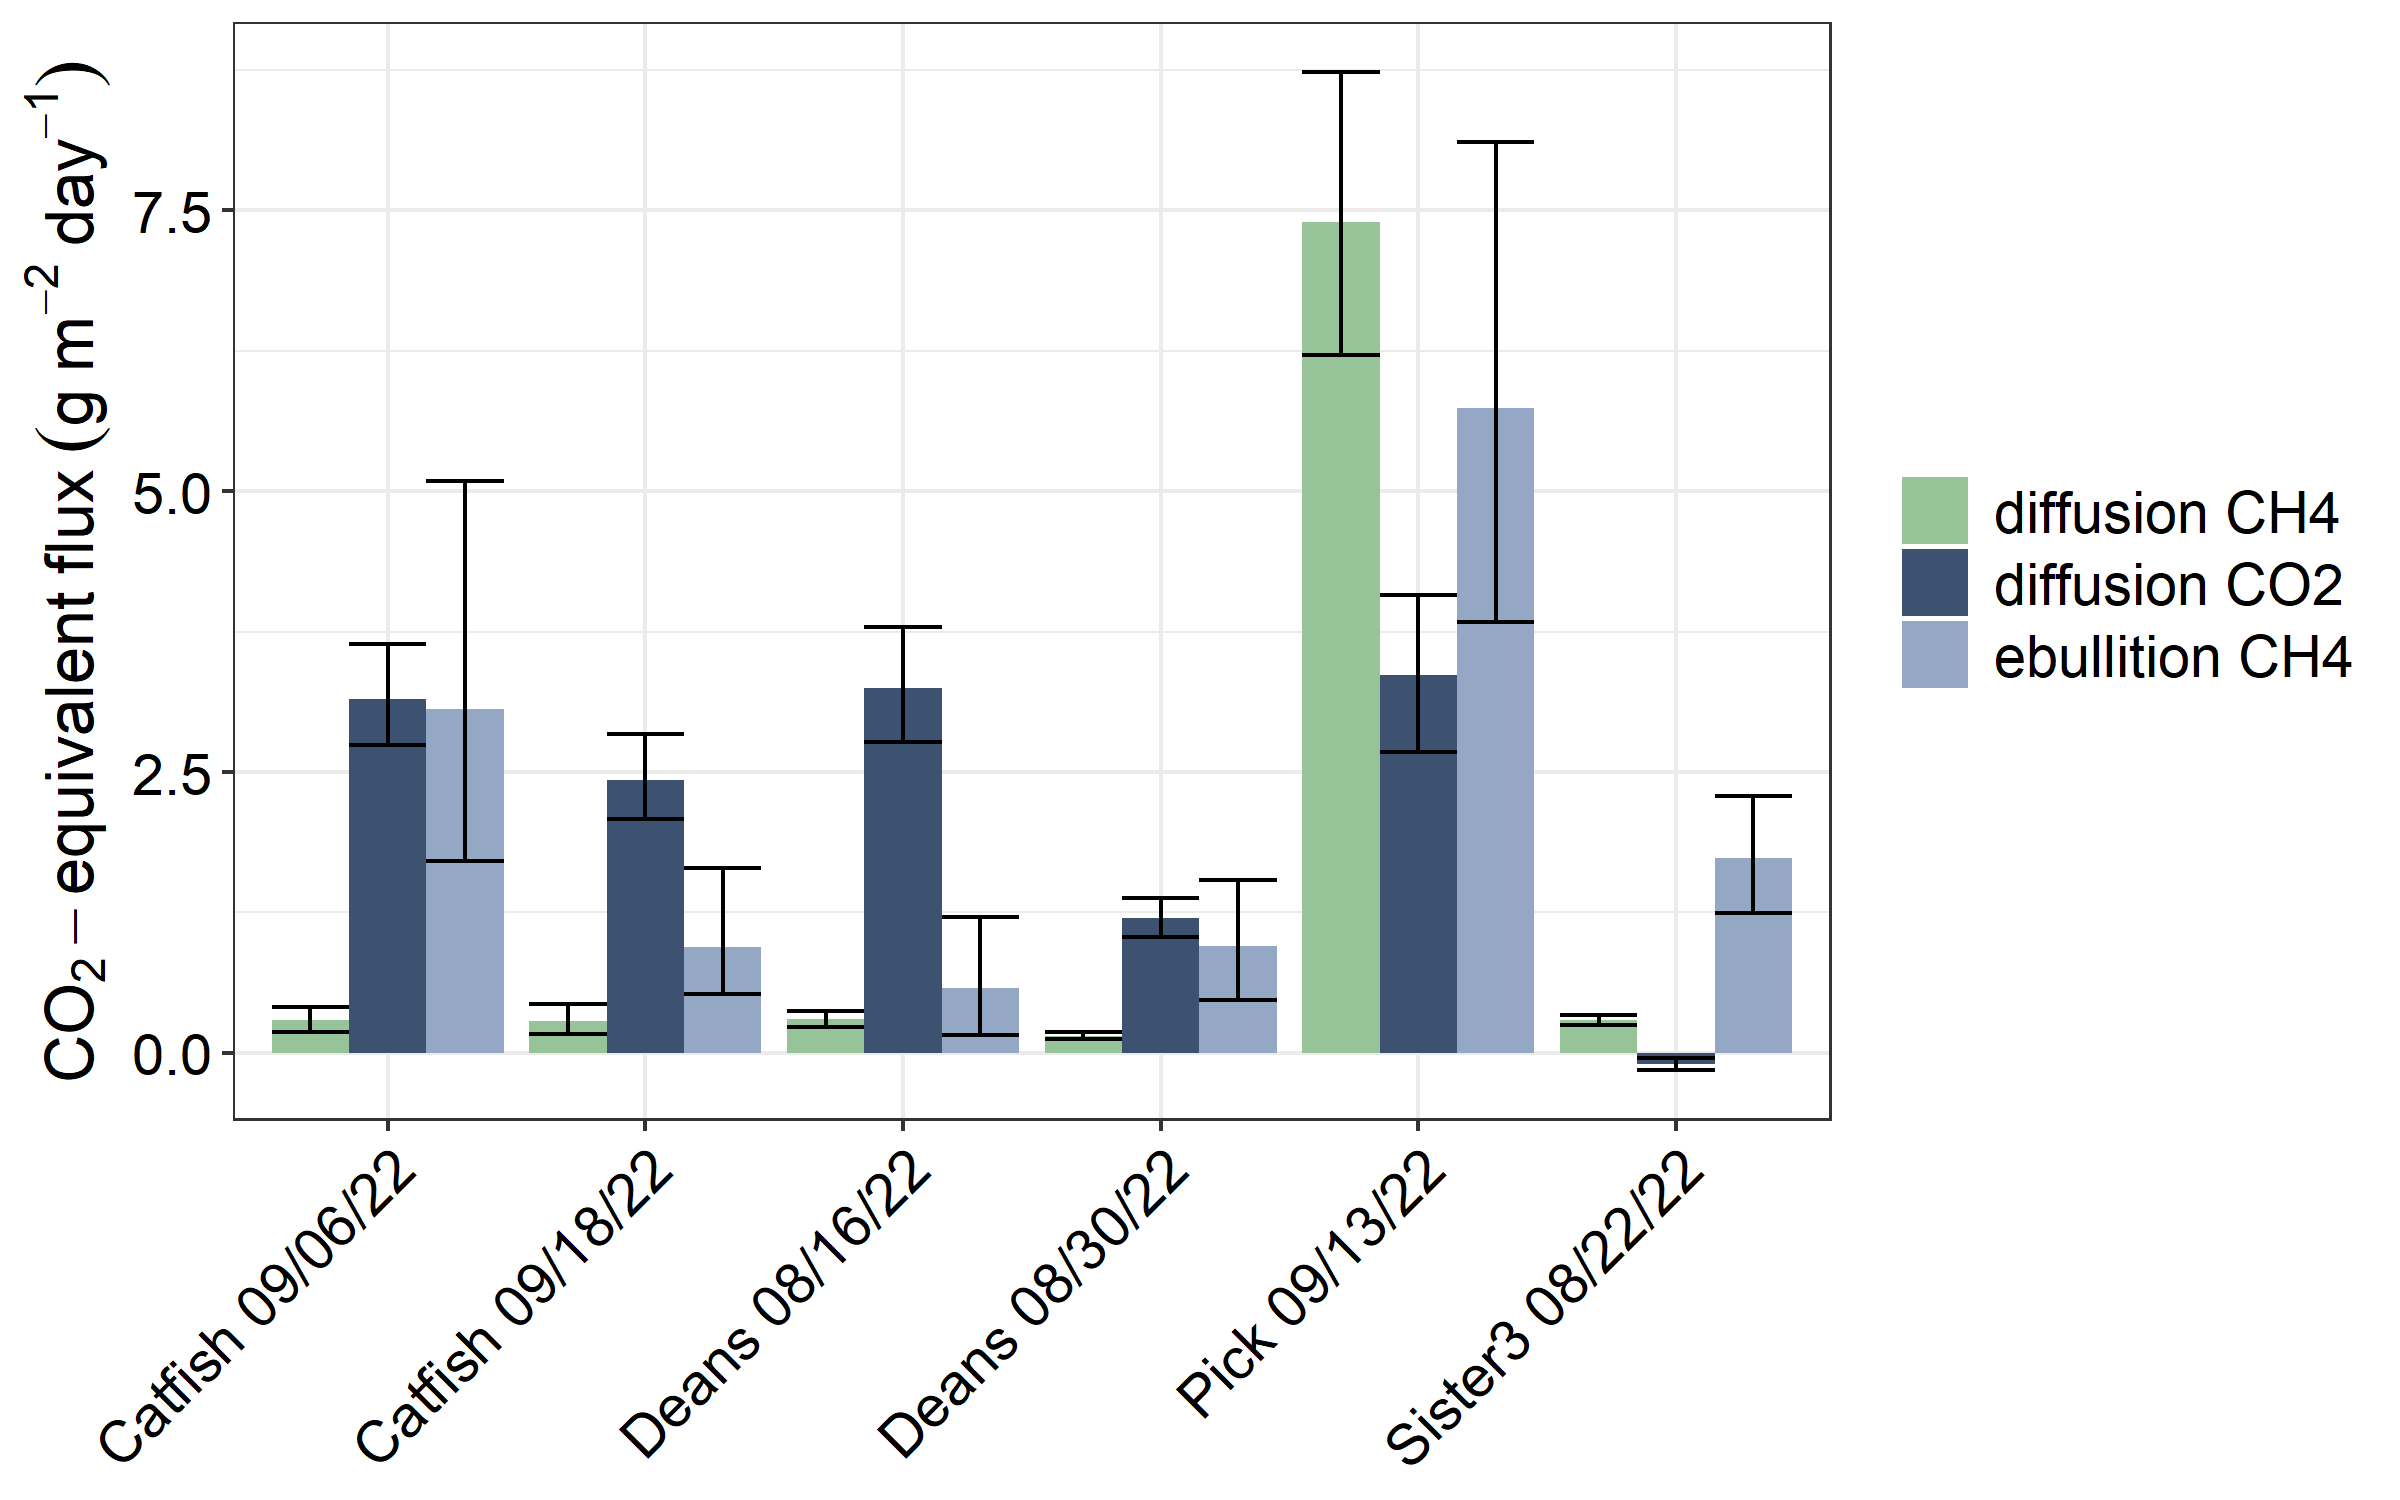 CO₂ − equivalent flux (g m⁻² day⁻¹)
7.5
5.0
2.5
0.0
Catfish 09/06/22
Catfish 09/18/22
Deans 08/16/22
Deans 08/30/22
Pick 09/13/22
Sister3 08/22/22
diffusion CH4
diffusion CO2
ebullition CH4